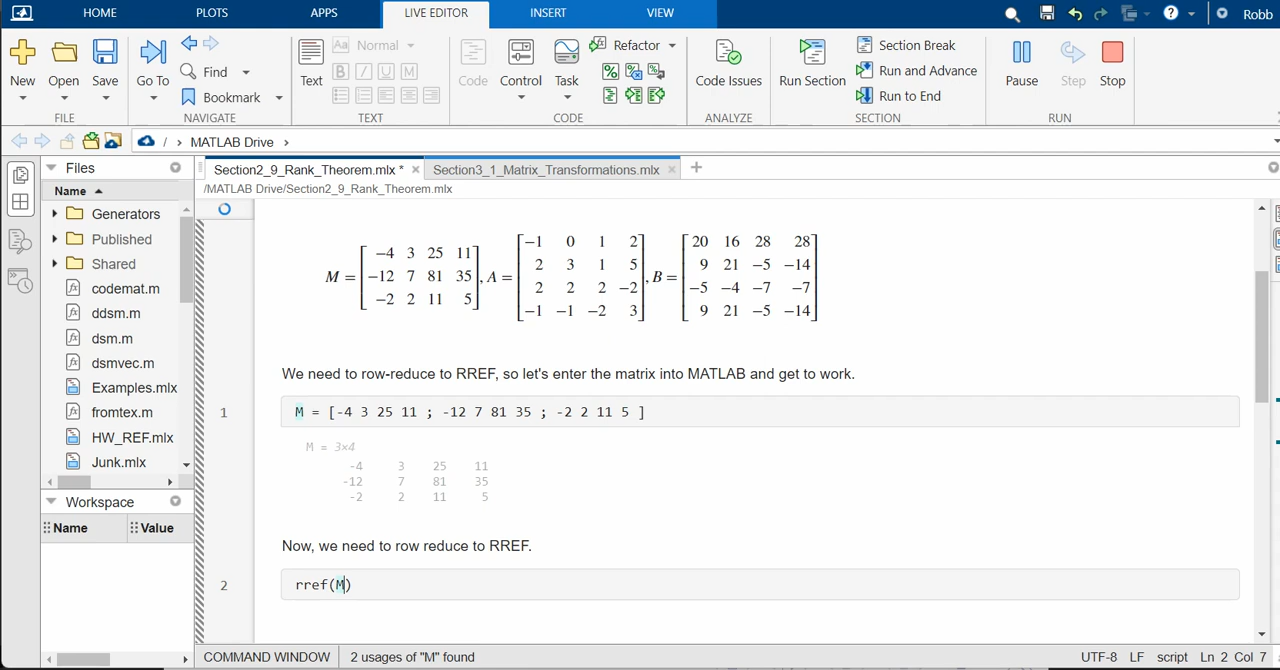 HOME PLOTS APPS LIVE EDITOR INSERT VIEW Robb
New Open Save
FILE
Go To Find Bookmark
NAVIGATE
Text Aa Normal
B I U M
TEXT
Code Control Task Refactor
CODE
Code Issues
ANALYZE
Run Section Section Break
Run and Advance
Run to End
SECTION
Pause Step Stop
RUN
/ › MATLAB Drive ›
Files
Name
Generators
Published
Shared
codemat.m
ddsm.m
dsm.m
dsmvec.m
Examples.mlx
fromtex.m
HW_REF.mlx
Junk.mlx
Workspace
Name Value
Section2_9_Rank_Theorem.mlx * × Section3_1_Matrix_Transformations.mlx × +
/MATLAB Drive/Section2_9_Rank_Theorem.mlx
M = [ −4 3 25 11
−12 7 81 35
−2 2 11 5 ],
A = [ −1 0 1 2
2 3 1 5
2 2 2 −2
−1 −1 −2 3 ],
B = [ 20 16 28 28
9 21 −5 −14
−5 −4 −7 −7
9 21 −5 −14 ]
We need to row-reduce to RREF, so let's enter the matrix into MATLAB and get to work.
1 M = [-4 3 25 11 ; -12 7 81 35 ; -2 2 11 5 ]
M = 3×4
-4 3 25 11
-12 7 81 35
-2 2 11 5
Now, we need to row reduce to RREF.
2 rref(M)
COMMAND WINDOW 2 usages of "M" found UTF-8 LF script Ln 2 Col 7